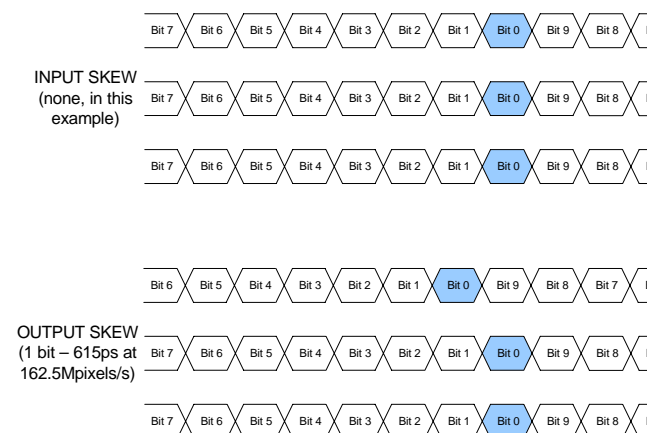 Bit 7 Bit 6 Bit 5 Bit 4 Bit 3 Bit 2 Bit 1 Bit 0 Bit 9 Bit 8
INPUT SKEW
(none, in this
example)
Bit 7 Bit 6 Bit 5 Bit 4 Bit 3 Bit 2 Bit 1 Bit 0 Bit 9 Bit 8
Bit 7 Bit 6 Bit 5 Bit 4 Bit 3 Bit 2 Bit 1 Bit 0 Bit 9 Bit 8
Bit 6 Bit 5 Bit 4 Bit 3 Bit 2 Bit 1 Bit 0 Bit 9 Bit 8 Bit 7
OUTPUT SKEW
(1 bit – 615ps at
162.5Mpixels/s)
Bit 7 Bit 6 Bit 5 Bit 4 Bit 3 Bit 2 Bit 1 Bit 0 Bit 9 Bit 8
Bit 7 Bit 6 Bit 5 Bit 4 Bit 3 Bit 2 Bit 1 Bit 0 Bit 9 Bit 8